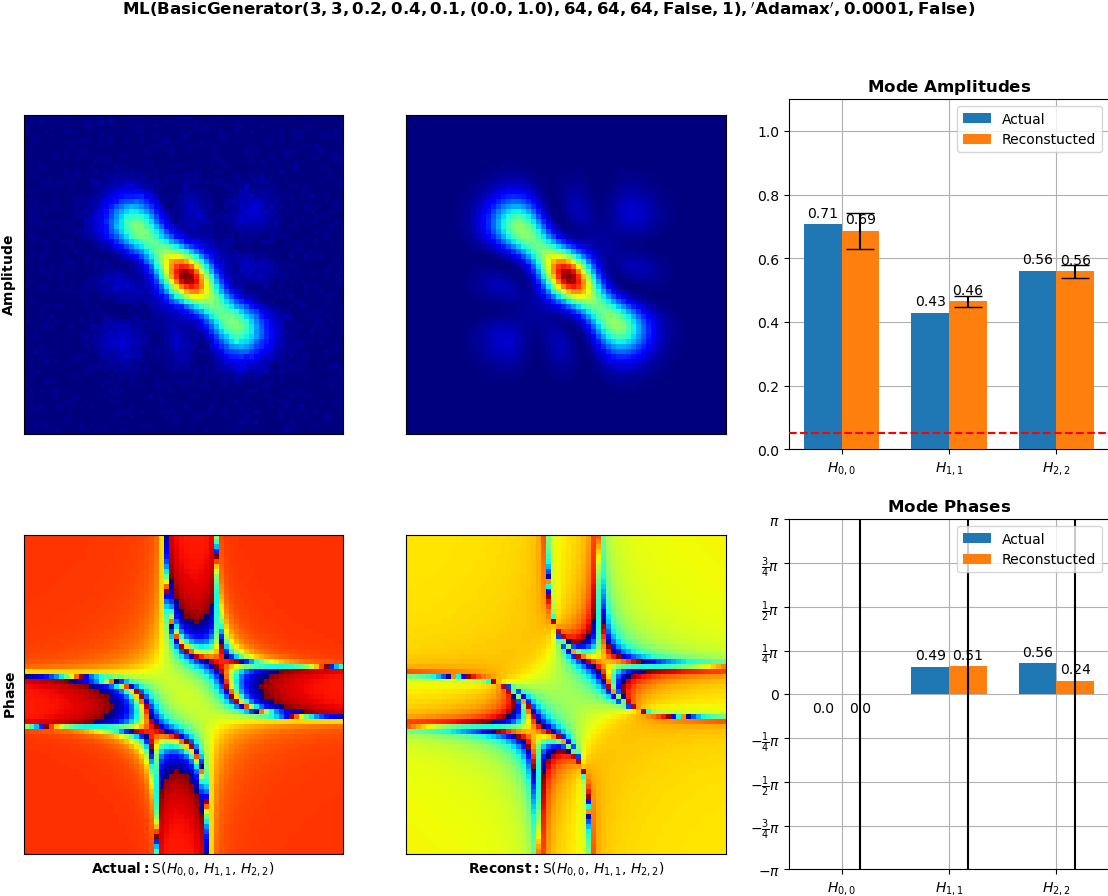 ML(BasicGenerator(3, 3, 0.2, 0.4, 0.1, (0.0, 1.0), 64, 64, 64, False, 1), 'Adamax', 0.0001, False)
Amplitude
Mode Amplitudes
Actual
Reconstucted
1.0
0.8
0.6
0.4
0.2
0.0
0.71
0.69
0.43
0.46
0.56
0.56
H0,0
H1,1
H2,2
Phase
Actual: S(H0,0, H1,1, H2,2)
Reconst: S(H0,0, H1,1, H2,2)
Mode Phases
Actual
Reconstucted
π
3/4π
1/2π
1/4π
0
−1/4π
−1/2π
−3/4π
−π
0.0
0.0
0.49
0.51
0.56
0.24
H0,0
H1,1
H2,2